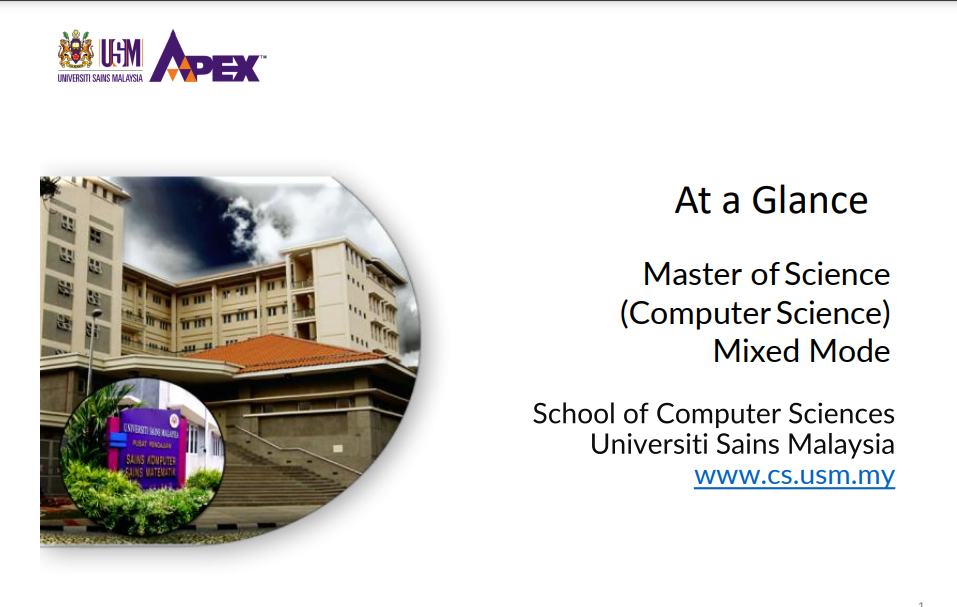 USM
UNIVERSITI SAINS MALAYSIA
APEX™
At a Glance
Master of Science
(Computer Science)
Mixed Mode
School of Computer Sciences
Universiti Sains Malaysia
www.cs.usm.my
UNIVERSITI SAINS MALAYSIA
PUSAT PENGAJIAN
SAINS KOMPUTER
SAINS MATEMATIK
1